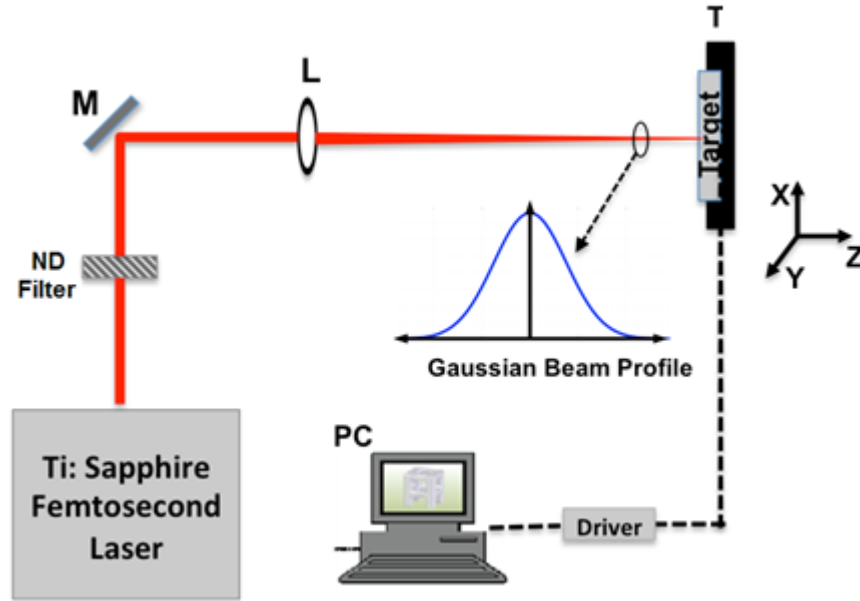 T
L
M
Target
X
Z
Y
ND
Filter
Gaussian Beam Profile
PC
Ti: Sapphire
Femtosecond
Laser
Driver